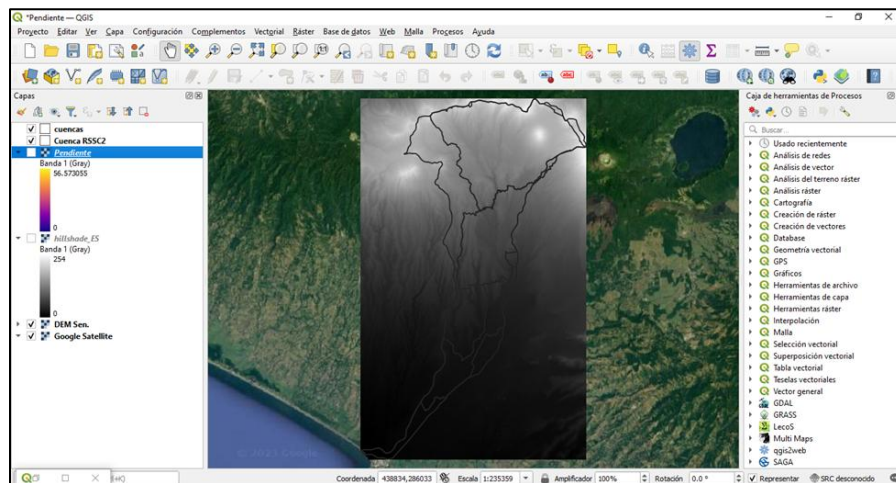 *Pendiente — QGIS
Proyecto Editar Ver Capa Configuración Complementos Vectorial Ráster Base de datos Web Malla Procesos Ayuda
Capas
cuencas
Cuenca RSSC2
Pendiente
Banda 1 (Gray)
56.573055
0
hillshade_ES
Banda 1 (Gray)
254
0
DEM Sen.
Google Satellite
Caja de herramientas de Procesos
Buscar...
Usado recientemente
Análisis de redes
Análisis de vector
Análisis del terreno ráster
Análisis ráster
Cartografía
Creación de ráster
Creación de vectores
Database
Geometría vectorial
GPS
Gráficos
Herramientas de archivo
Herramientas de capa
Herramientas ráster
Interpolación
Malla
Selección vectorial
Superposición vectorial
Tabla vectorial
Teselas vectoriales
Vector general
GDAL
GRASS
LecoS
Multi Maps
qgis2web
SAGA
Coordenada 438834,286033 Escala 1:235359 Amplificador 100% Rotación 0.0 ° Representar SRC desconocido